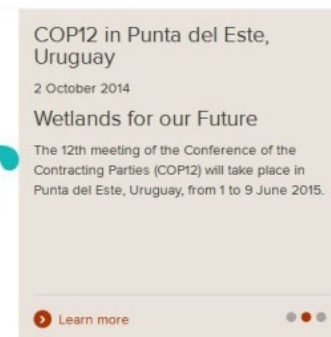 COP12 in Punta del Este,
Uruguay
2 October 2014
Wetlands for our Future
The 12th meeting of the Conference of the
Contracting Parties (COP12) will take place in
Punta del Este, Uruguay, from 1 to 9 June 2015.
Learn more